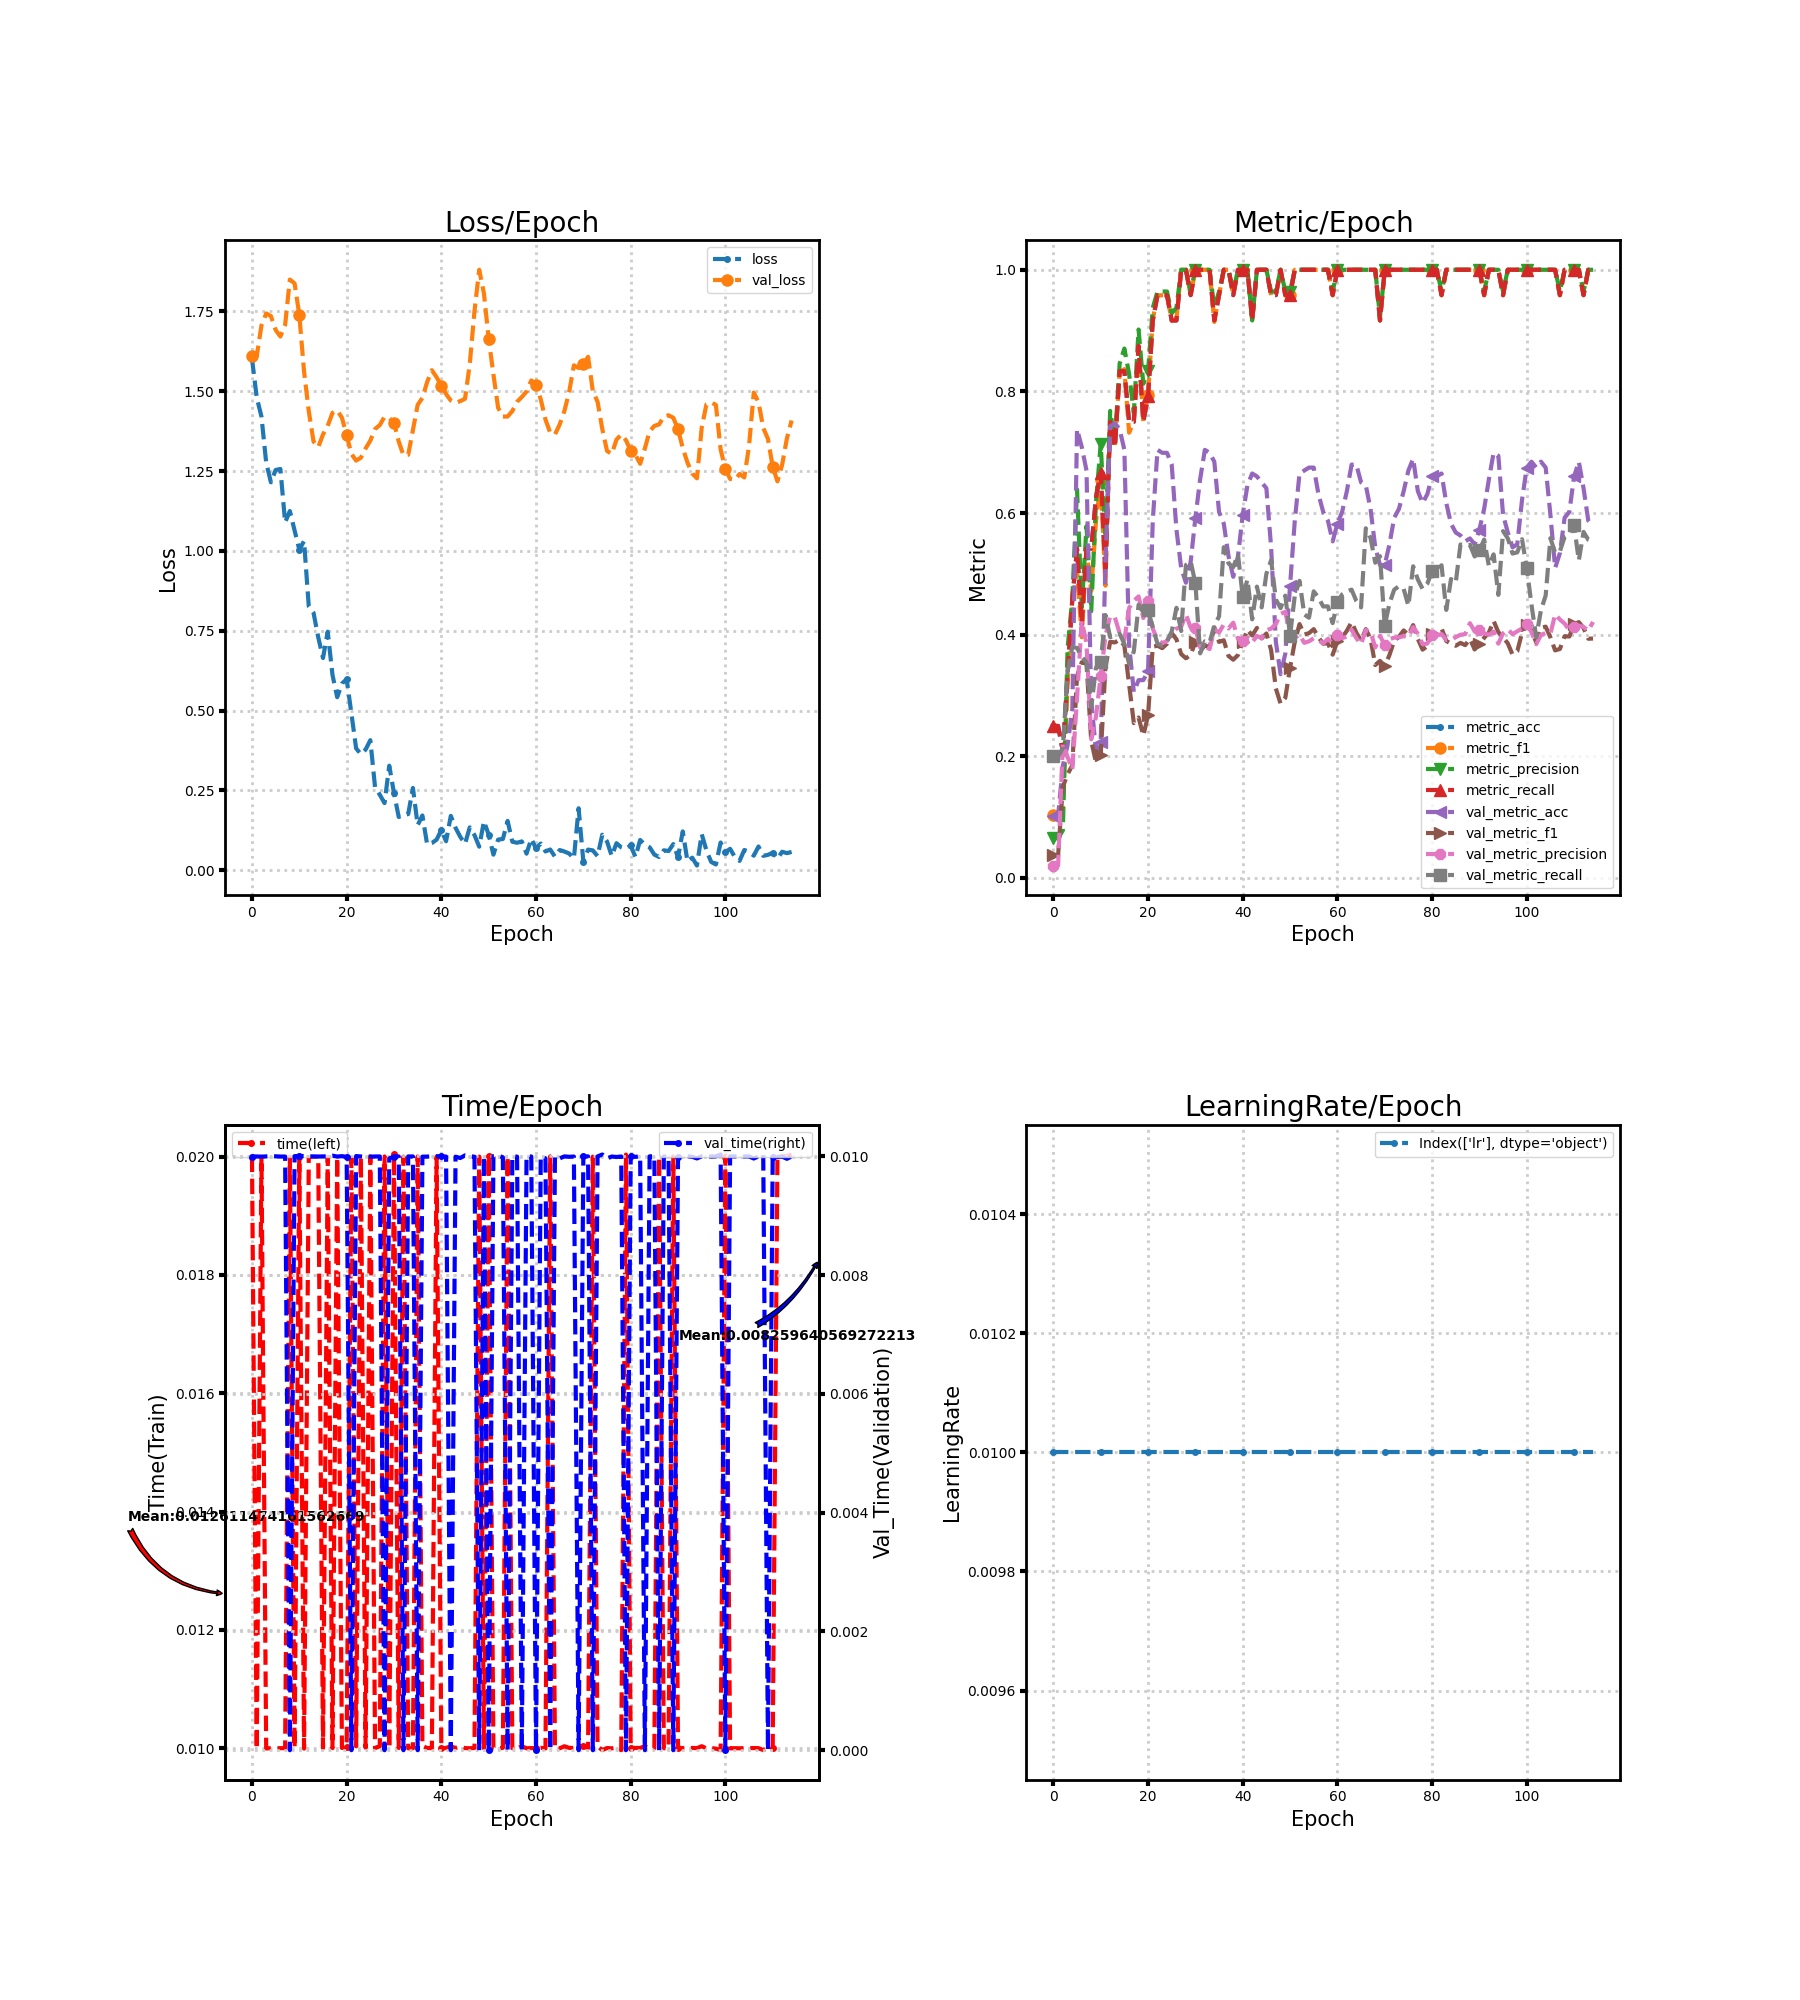 Loss/Epoch
loss
val_loss
1.75
1.50
1.25
1.00
0.75
0.50
0.25
0.00
Loss
0 20 40 60 80 100
Epoch
Metric/Epoch
1.0
0.8
0.6
0.4
0.2
0.0
Metric
metric_acc
metric_f1
metric_precision
metric_recall
val_metric_acc
val_metric_f1
val_metric_precision
val_metric_recall
0 20 40 60 80 100
Epoch
Time/Epoch
time(left)
val_time(right)
0.020
0.018
0.016
0.014
0.012
0.010
Time(Train)
0.010
0.008
0.006
0.004
0.002
0.000
Val_Time(Validation)
Mean:0.008259640569272213
0 20 40 60 80 100
Epoch
LearningRate/Epoch
Index(['lr'], dtype='object')
0.0104
0.0102
0.0100
0.0098
0.0096
LearningRate
0 20 40 60 80 100
Epoch